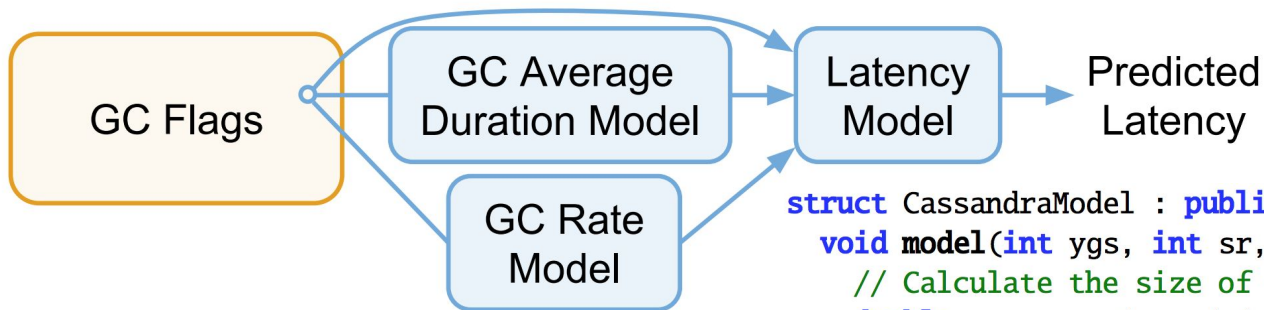 GC Flags
GC Average
Duration Model
GC Rate
Model
Latency
Model
Predicted
Latency
struct CassandraModel : publi
void model(int ygs, int sr,
// Calculate the size of